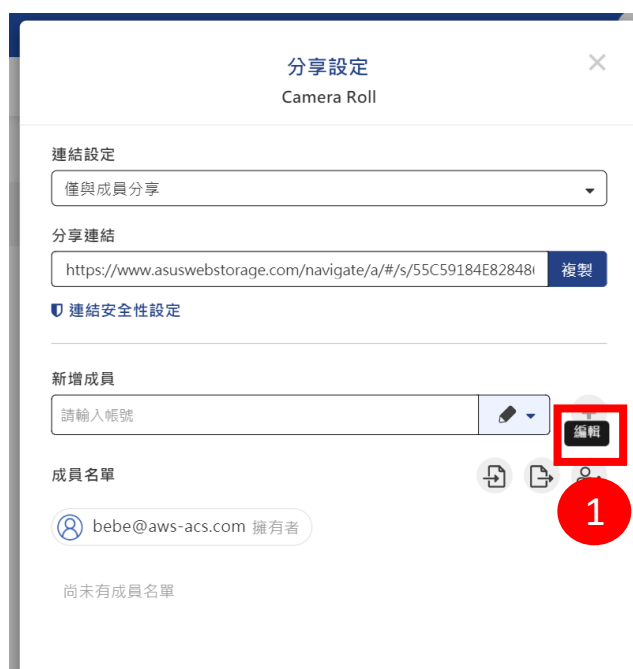 分享設定
Camera Roll
連結設定
僅與成員分享
分享連結
https://www.asuswebstorage.com/navigate/a/#/s/55C59184E82848
複製
連結安全性設定
新增成員
請輸入帳號
編輯
成員名單
1
bebe@aws-acs.com 擁有者
尚未有成員名單